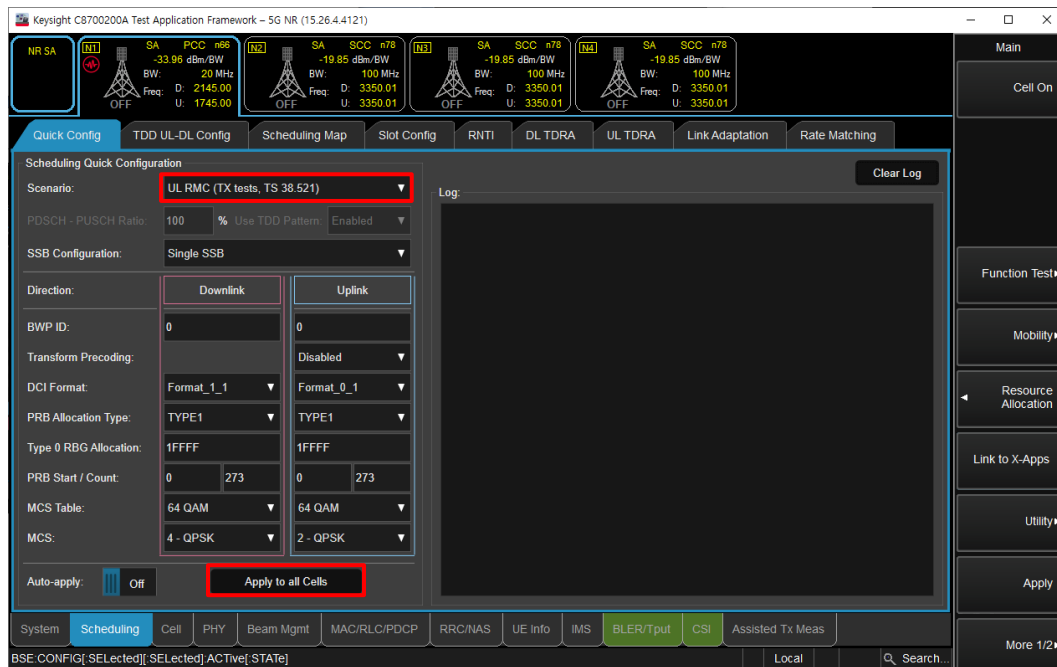 Keysight C8700200A Test Application Framework – 5G NR (15.26.4.4121)
NR SA
N1 SA PCC n66
-33.96 dBm/BW
BW: 20 MHz
Freq: D: 2145.00
U: 1745.00
OFF
N2 SA SCC n78
-19.85 dBm/BW
BW: 100 MHz
Freq: D: 3350.01
U: 3350.01
OFF
N3 SA SCC n78
-19.85 dBm/BW
BW: 100 MHz
Freq: D: 3350.01
U: 3350.01
OFF
N4 SA SCC n78
-19.85 dBm/BW
BW: 100 MHz
Freq: D: 3350.01
U: 3350.01
OFF
Quick Config TDD UL-DL Config Scheduling Map Slot Config RNTI DL TDRA UL TDRA Link Adaptation Rate Matching
Scheduling Quick Configuration
Scenario: UL RMC (TX tests, TS 38.521)
PDSCH - PUSCH Ratio: 100 % Use TDD Pattern: Enabled
SSB Configuration: Single SSB
Direction: Downlink Uplink
BWP ID: 0 0
Transform Precoding: Disabled
DCI Format: Format_1_1 Format_0_1
PRB Allocation Type: TYPE1 TYPE1
Type 0 RBG Allocation: 1FFFF 1FFFF
PRB Start / Count: 0 273 0 273
MCS Table: 64 QAM 64 QAM
MCS: 4 - QPSK 2 - QPSK
Auto-apply: Off Apply to all Cells
Clear Log
Log:
System Scheduling Cell PHY Beam Mgmt MAC/RLC/PDCP RRC/NAS UE Info IMS BLER/Tput CSI Assisted Tx Meas
BSE:CONFIG[:SELected][:SELected]:ACTive[:STATe] Local Search...
Main
Cell On
Function Test
Mobility
Resource
Allocation
Link to X-Apps
Utility
Apply
More 1/2